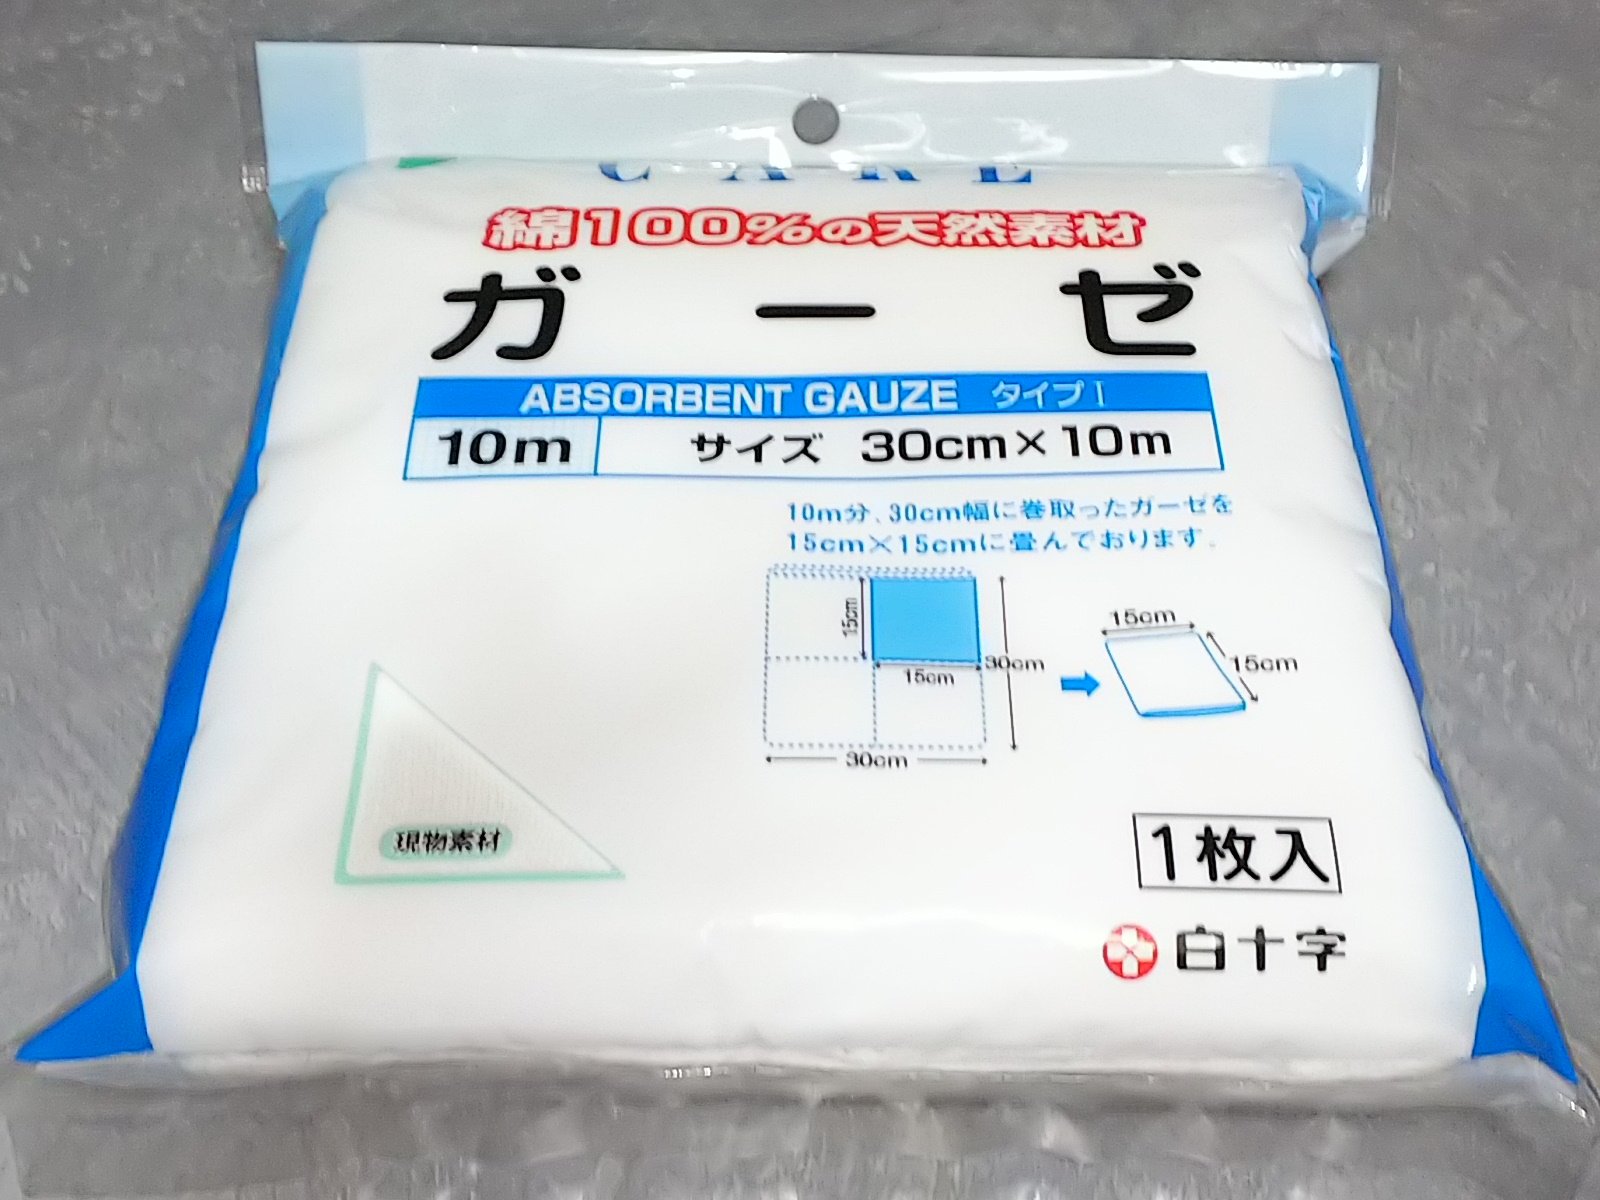 CARE
綿100%の天然素材
ガーゼ
ABSORBENT GAUZE タイプI
10m サイズ 30cm×10m
10m分、30cm幅に巻取ったガーゼを
15cm×15cmに畳んでおります。
15cm
15cm
30cm
30cm
15cm
15cm
現物素材
1枚入
白十字